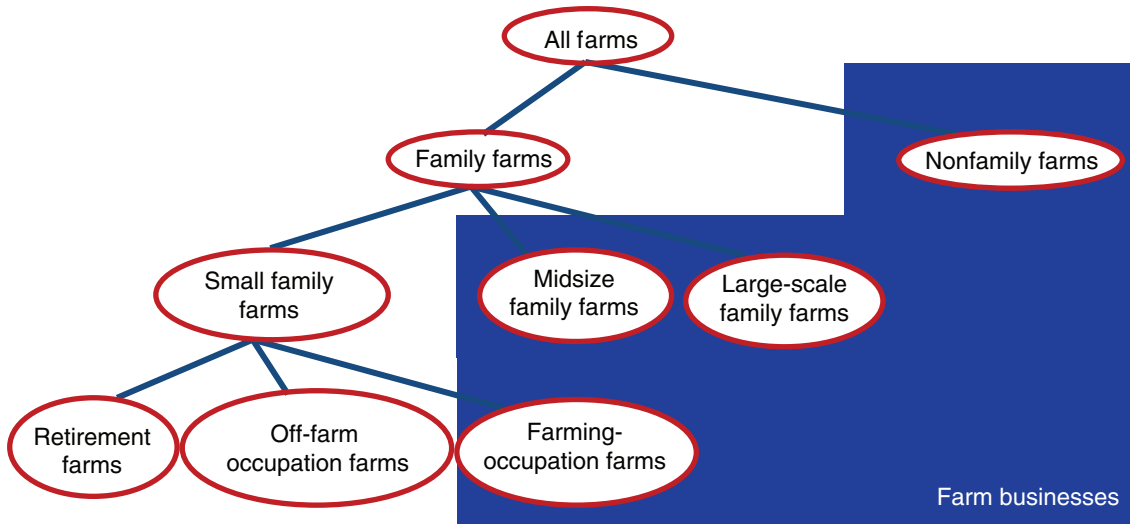 All farms
Family farms
Nonfamily farms
Small family
farms
Midsize
family farms
Large-scale
family farms
Retirement
farms
Off-farm
occupation farms
Farming-
occupation farms
Farm businesses